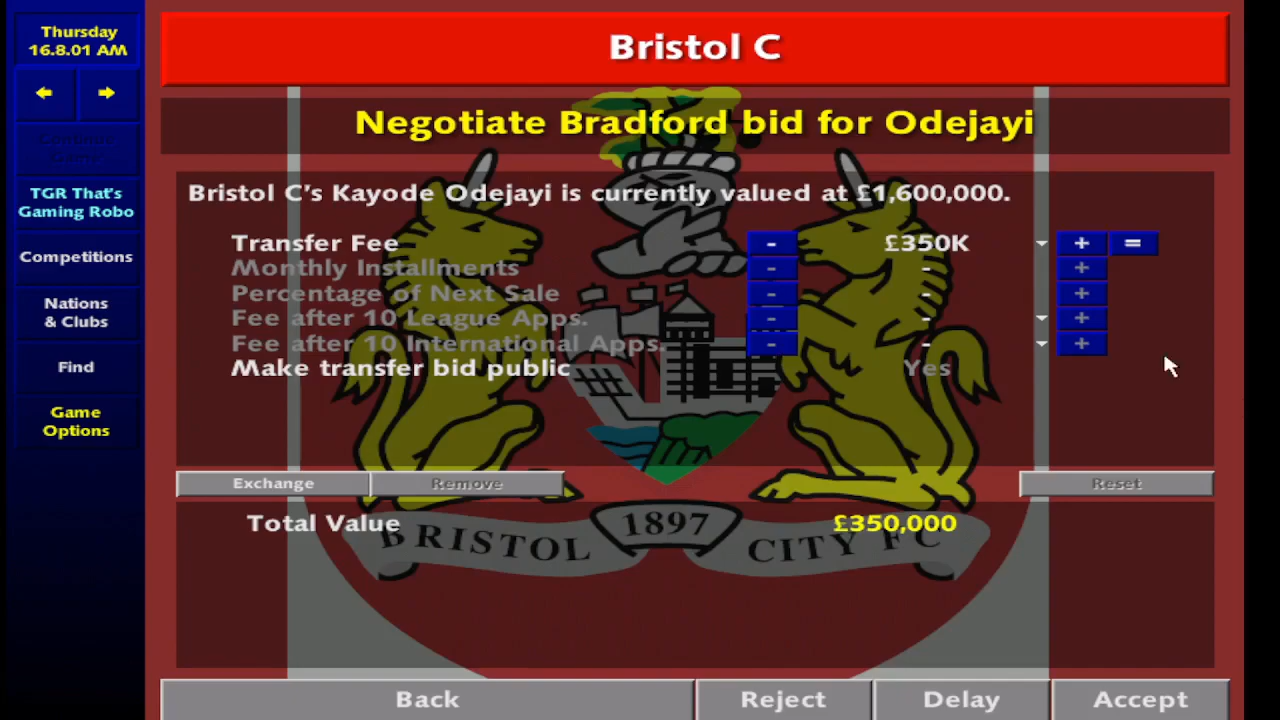 Thursday
16.8.01 AM
Continue
Game
TGR That's
Gaming Robo
Competitions
Nations
& Clubs
Find
Game
Options
Bristol C
Negotiate Bradford bid for Odejayi
Bristol C's Kayode Odejayi is currently valued at £1,600,000.
Transfer Fee - £350K + =
Monthly Installments - - +
Percentage of Next Sale - - +
Fee after 10 League Apps. - - +
Fee after 10 International Apps. - - +
Make transfer bid public Yes
Exchange Remove Reset
Total Value £350,000
1897
BRISTOL CITY FC
Back Reject Delay Accept